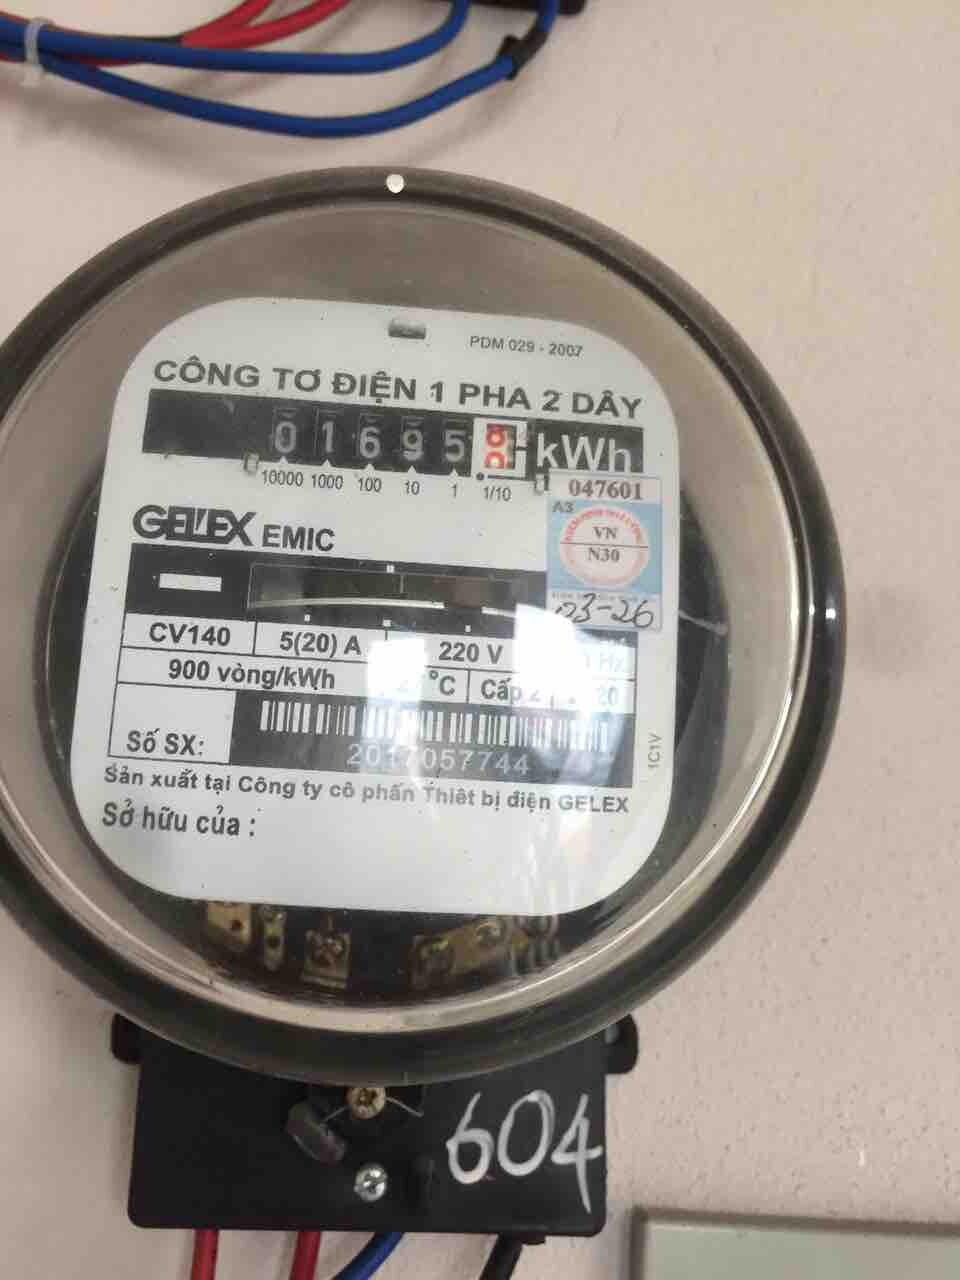 PDM 029 - 2007
CÔNG TƠ ĐIỆN 1 PHA 2 DÂY
0 1 6 9 5 kWh
10000 1000 100 10 1 1/10
047601
A3
VN
N30
03-26
GELEX EMIC
CV140 5(20) A 220 V Hz
900 vòng/kWh °C Cấp 2
Số SX:
2017057744
1C1V
Sản xuất tại Công ty cổ phần Thiết bị điện GELEX
Sở hữu của :
604